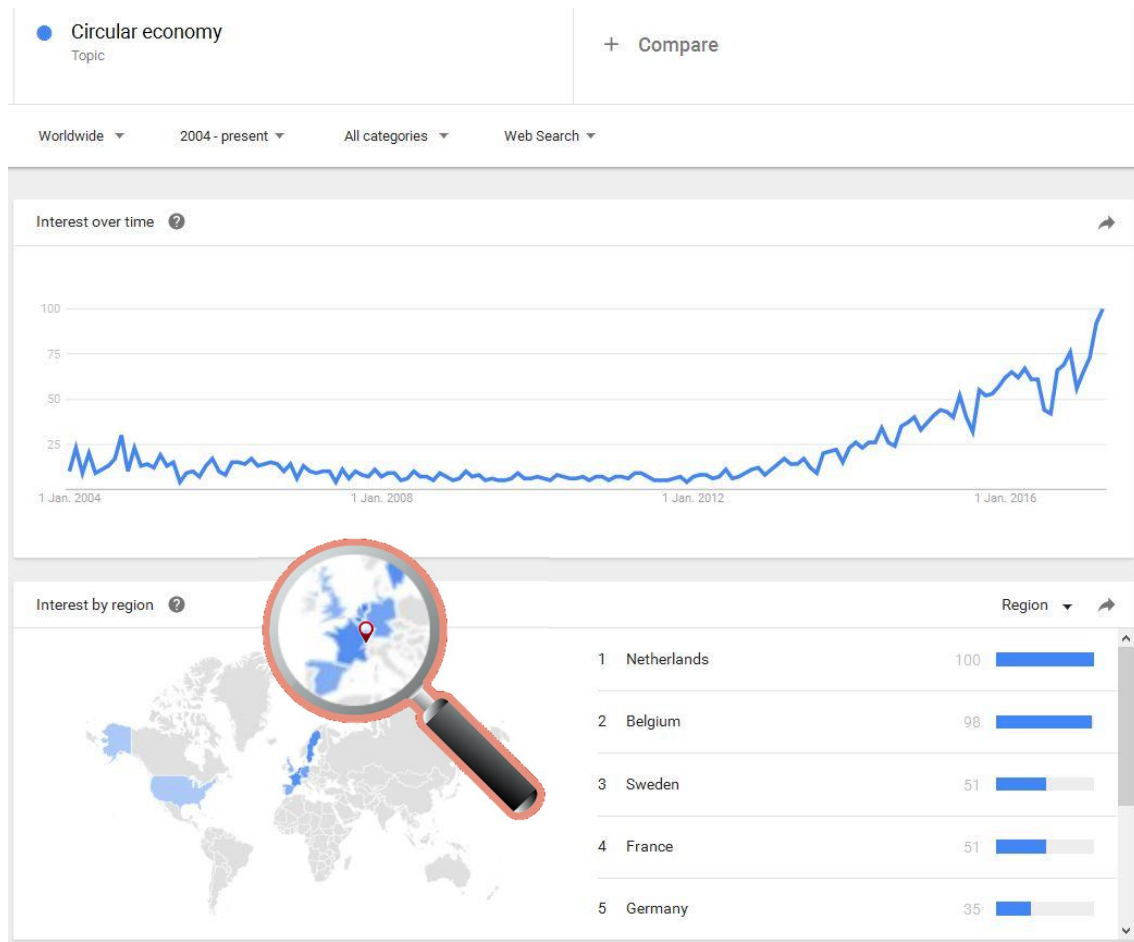 Circular economy
Topic
+ Compare
Worldwide
2004 - present
All categories
Web Search
Interest over time ?
100
75
50
25
1 Jan. 2004
1 Jan. 2008
1 Jan. 2012
1 Jan. 2016
Interest by region ?
Region
1 Netherlands 100
2 Belgium 98
3 Sweden 51
4 France 51
5 Germany 35